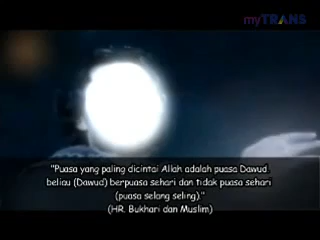 myTRANS
"Puasa yang paling dicintai Allah adalah puasa Dawud.
beliau (Dawud) berpuasa sehari dan tidak puasa sehari
(puasa selang seling)."
(HR. Bukhari dan Muslim)